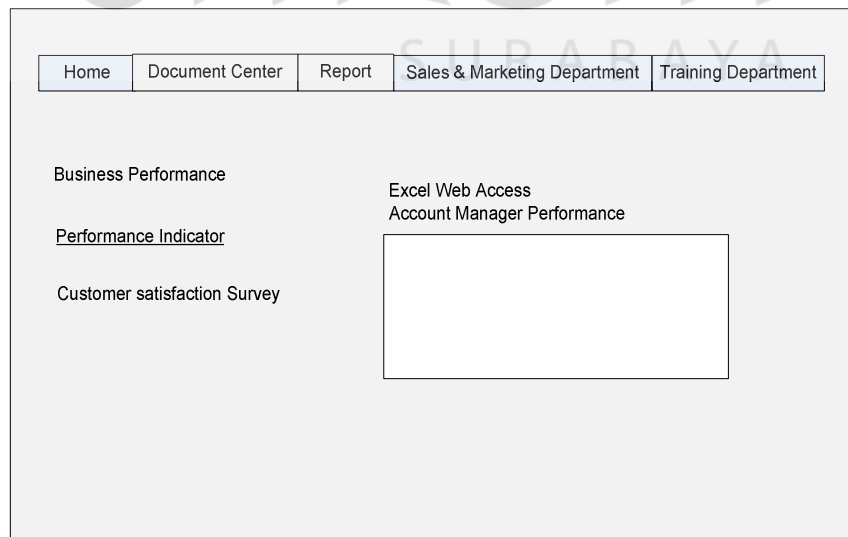 SURABAYA
Home Document Center Report Sales & Marketing Department Training Department
Business Performance
Performance Indicator
Customer satisfaction Survey
Excel Web Access
Account Manager Performance